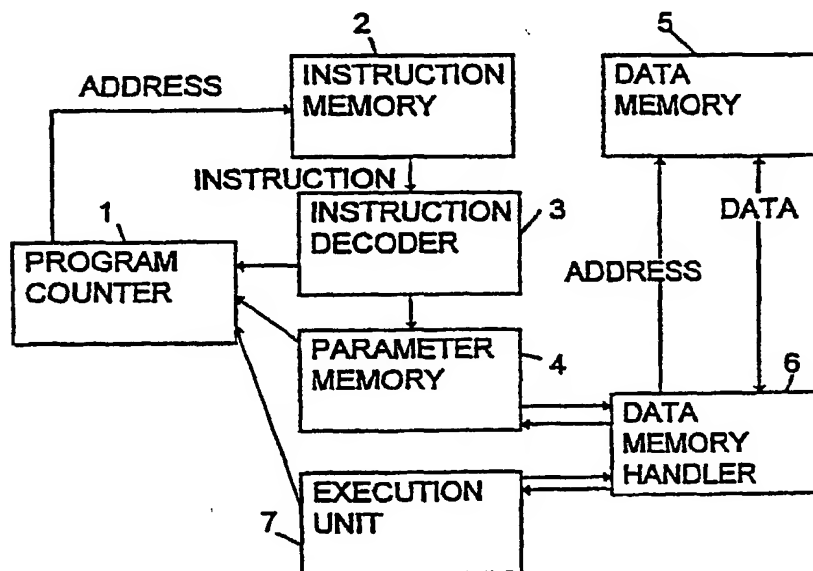 2
5
INSTRUCTION
MEMORY
DATA
MEMORY
ADDRESS
INSTRUCTION
1
INSTRUCTION
DECODER
3
DATA
PROGRAM
COUNTER
ADDRESS
PARAMETER
MEMORY
4
6
DATA
MEMORY
HANDLER
EXECUTION
UNIT
7